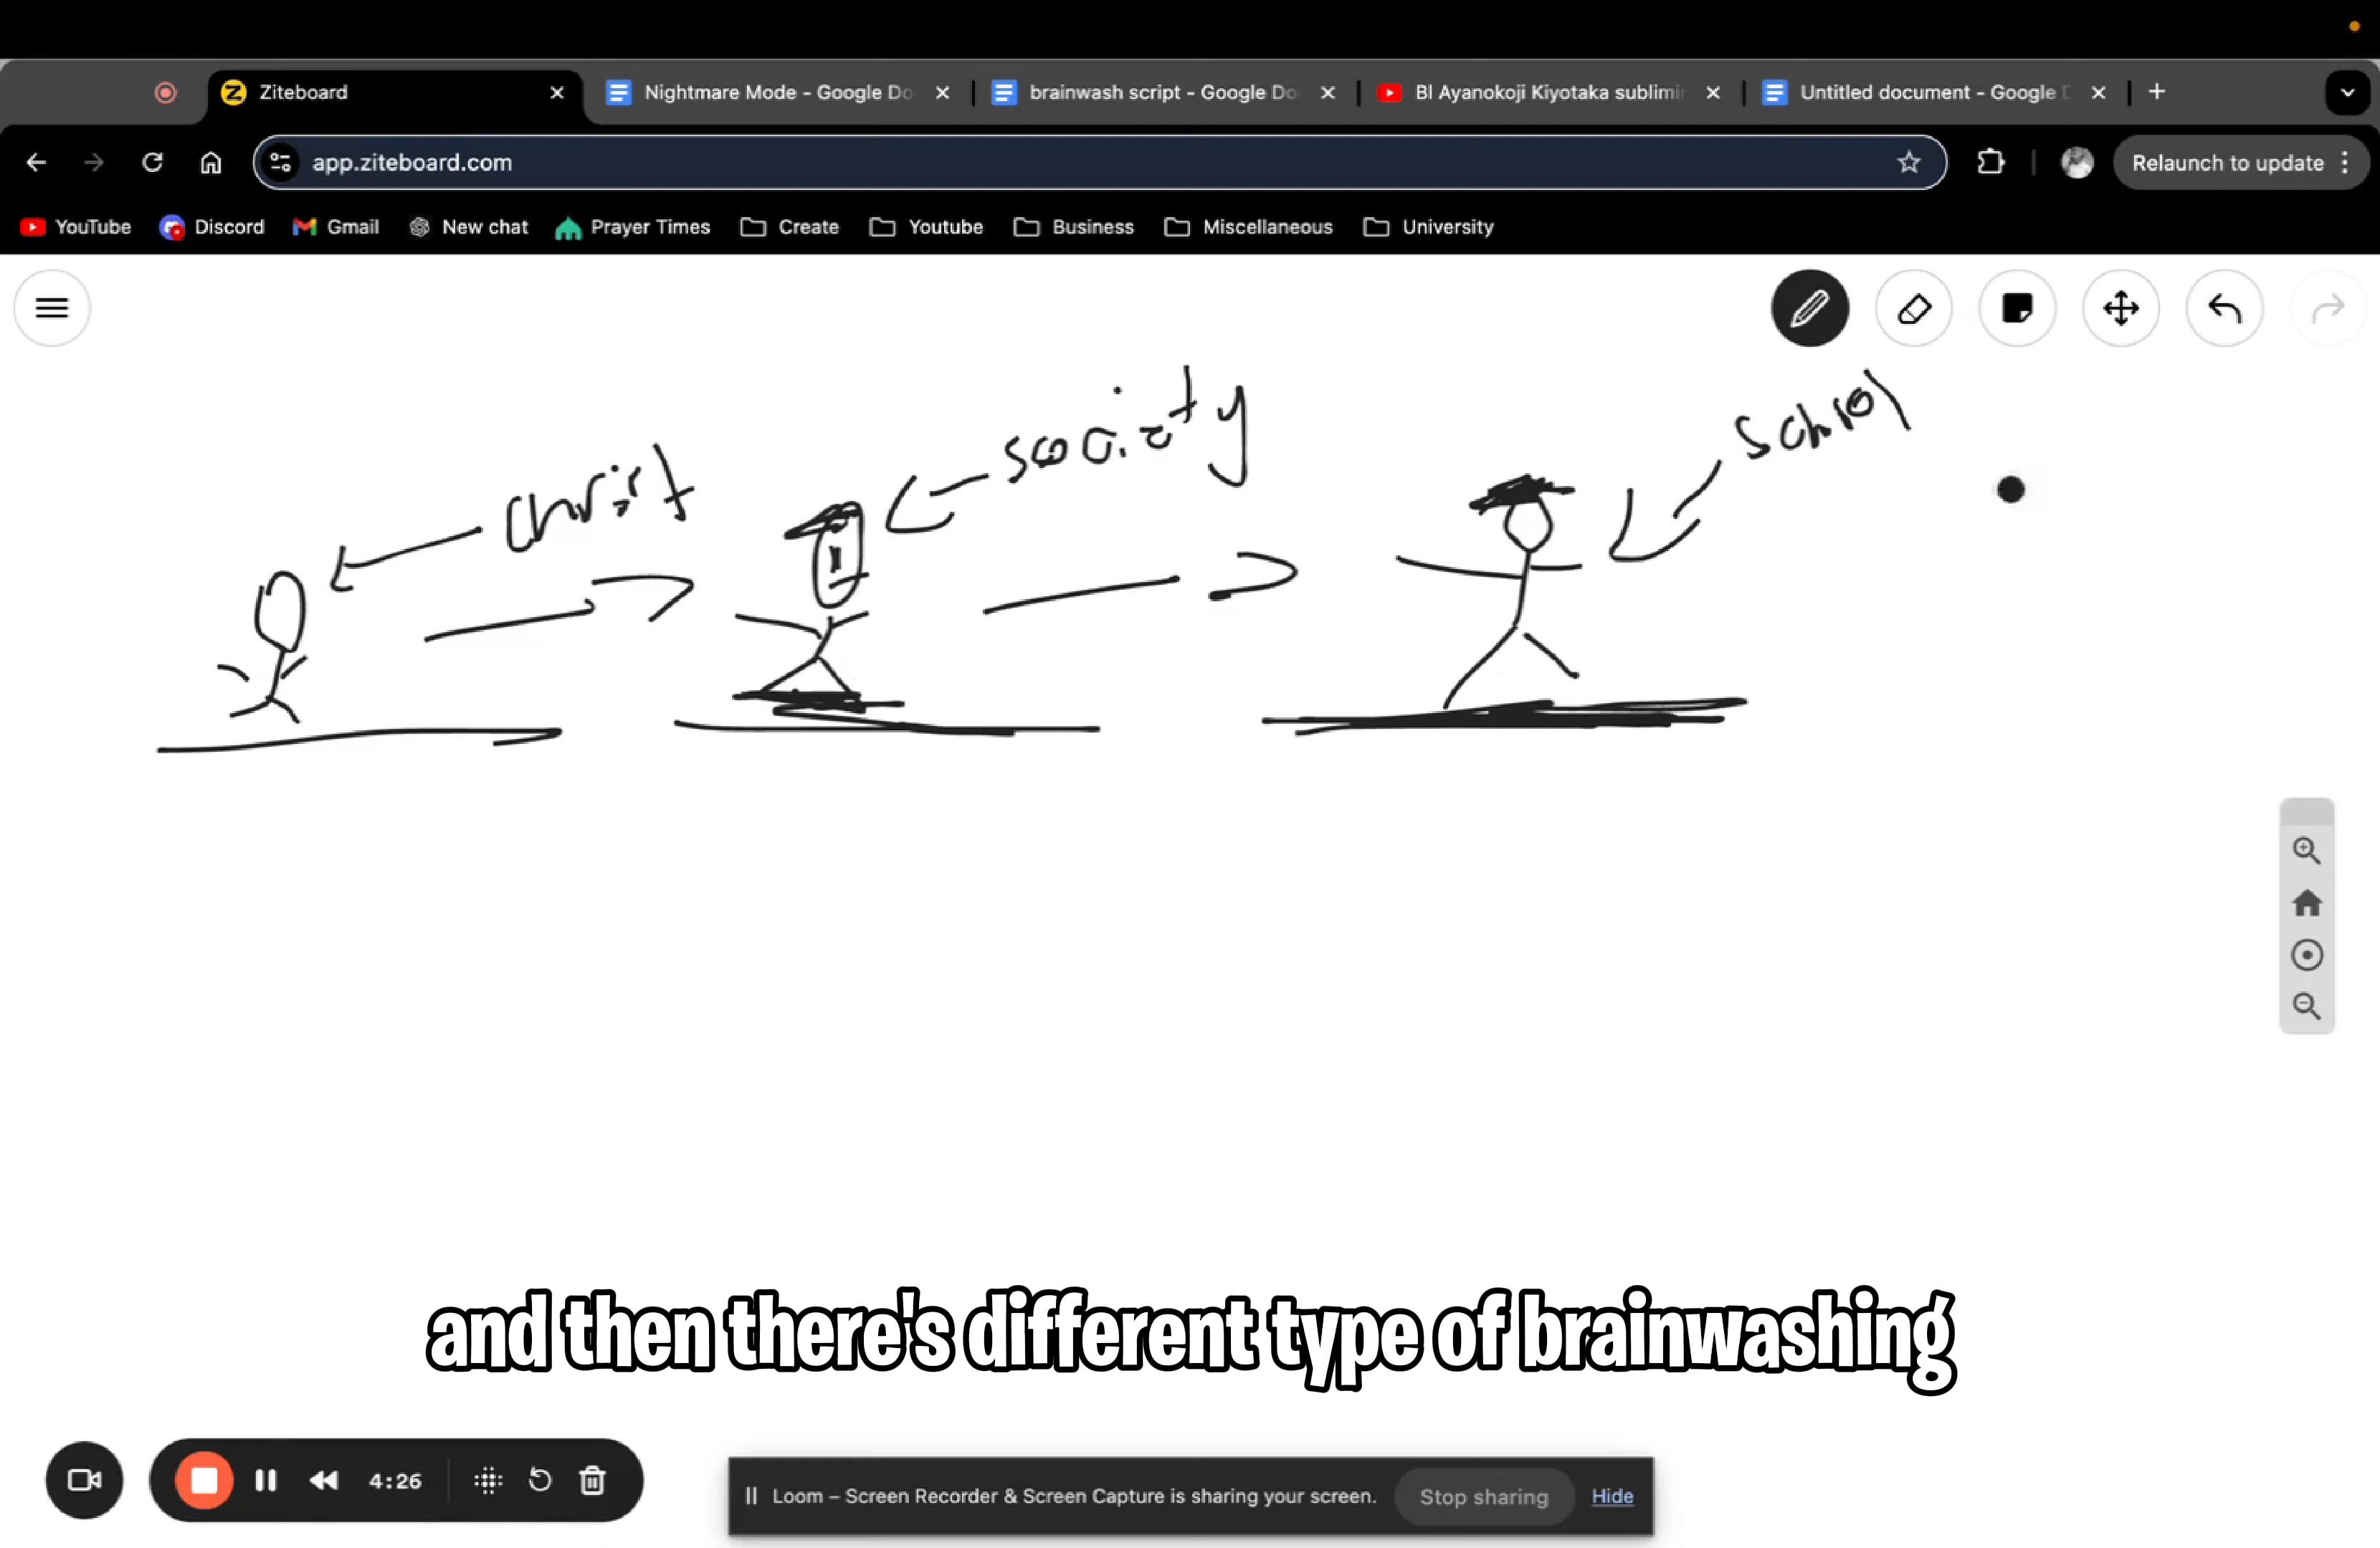 Ziteboard
Nightmare Mode - Google Do
brainwash script - Google Do
BI Ayanokoji Kiyotaka sublimin
Untitled document - Google D
app.ziteboard.com
Relaunch to update
YouTube
Discord
Gmail
New chat
Prayer Times
Create
Youtube
Business
Miscellaneous
University
christ
society
school
and then there's different type of brainwashing
4:26
Loom – Screen Recorder & Screen Capture is sharing your screen.
Stop sharing
Hide